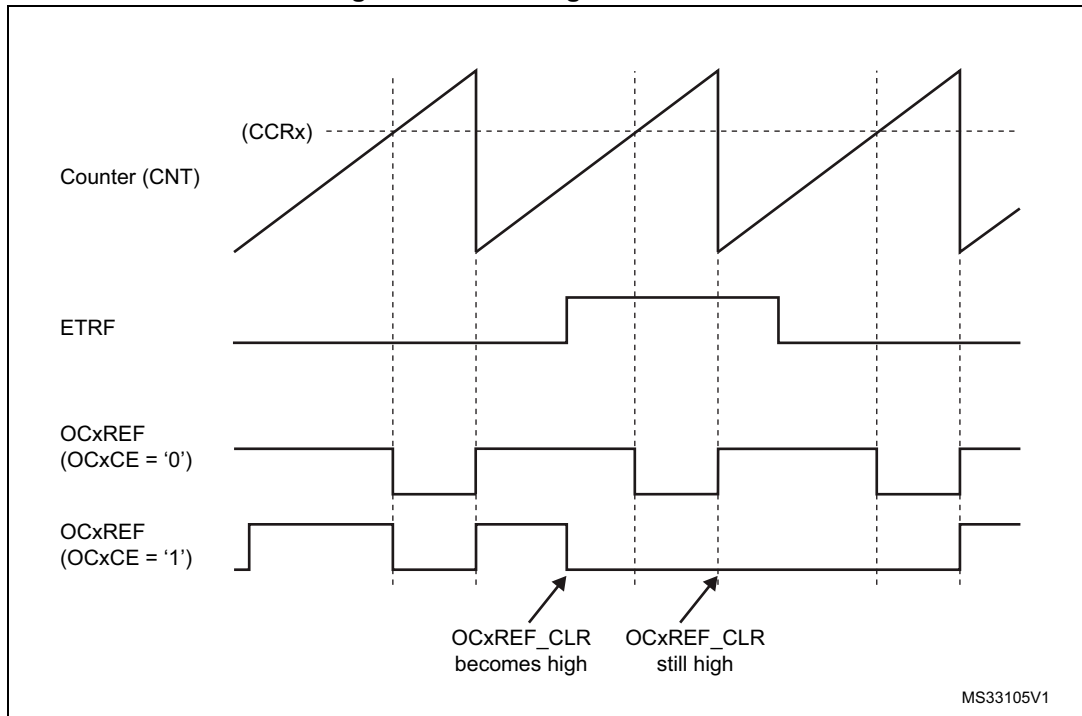 (CCRx)
Counter (CNT)
ETRF
OCxREF
(OCxCE = ‘0’)
OCxREF
(OCxCE = ‘1’)
OCxREF_CLR
becomes high
OCxREF_CLR
still high
MS33105V1